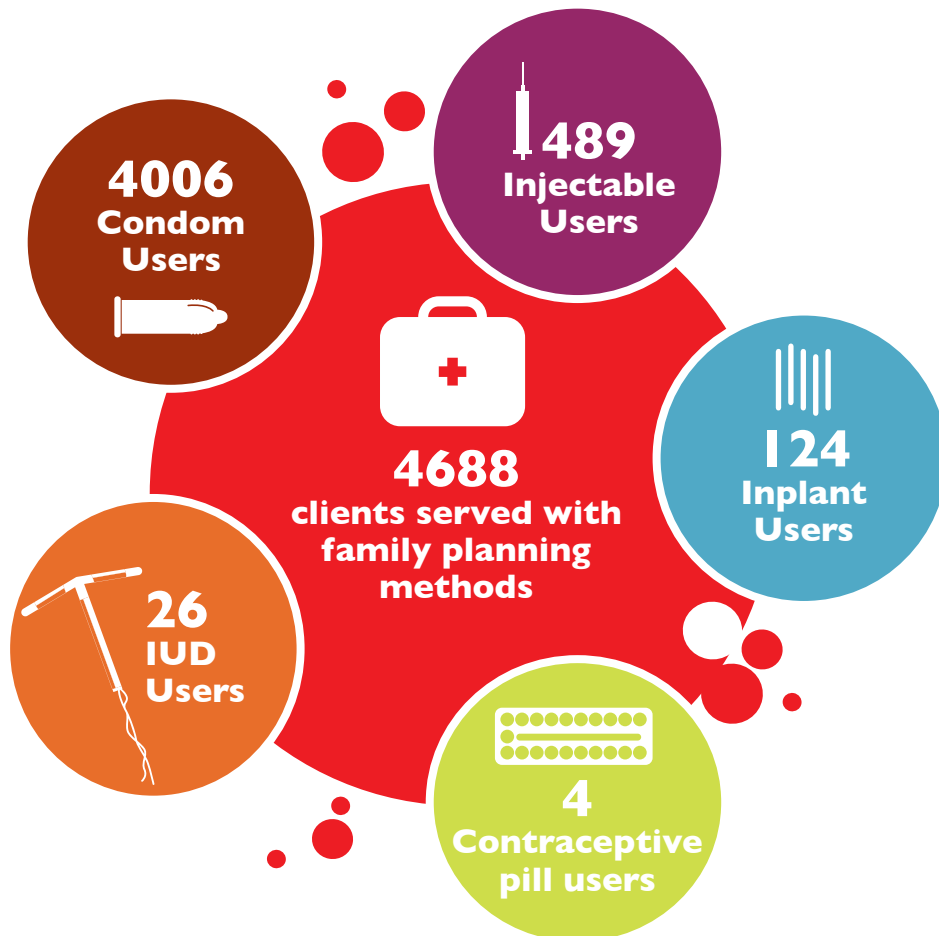 489
Injectable
Users
4006
Condom
Users
124
Inplant
Users
4688
clients served with
family planning
methods
26
IUD
Users
4
Contraceptive
pill users